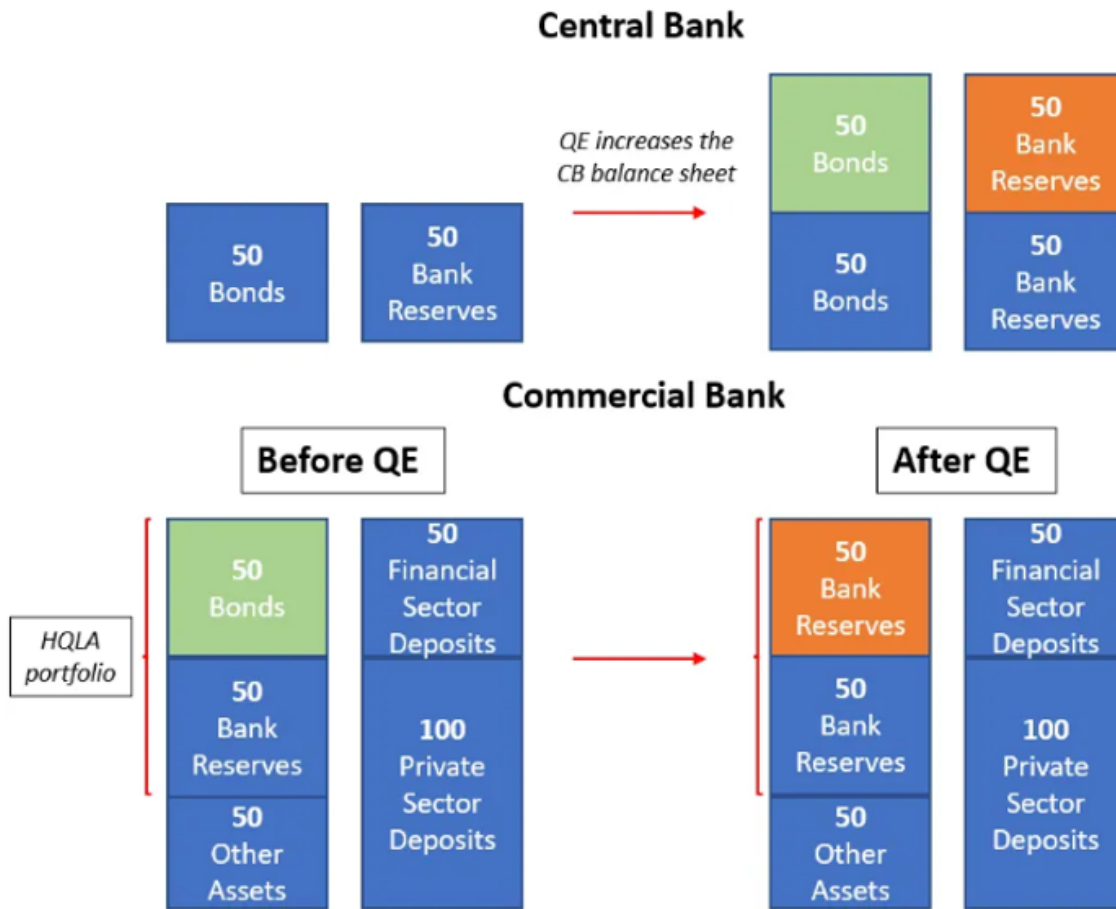 Central Bank
QE increases the
CB balance sheet
50
Bonds
50
Bank
Reserves
50
Bonds
50
Bank
Reserves
50
Bonds
50
Bank
Reserves
Commercial Bank
Before QE
After QE
HQLA
portfolio
50
Bonds
50
Financial
Sector
Deposits
50
Bank
Reserves
100
Private
Sector
Deposits
50
Other
Assets
50
Bank
Reserves
50
Financial
Sector
Deposits
50
Bank
Reserves
100
Private
Sector
Deposits
50
Other
Assets